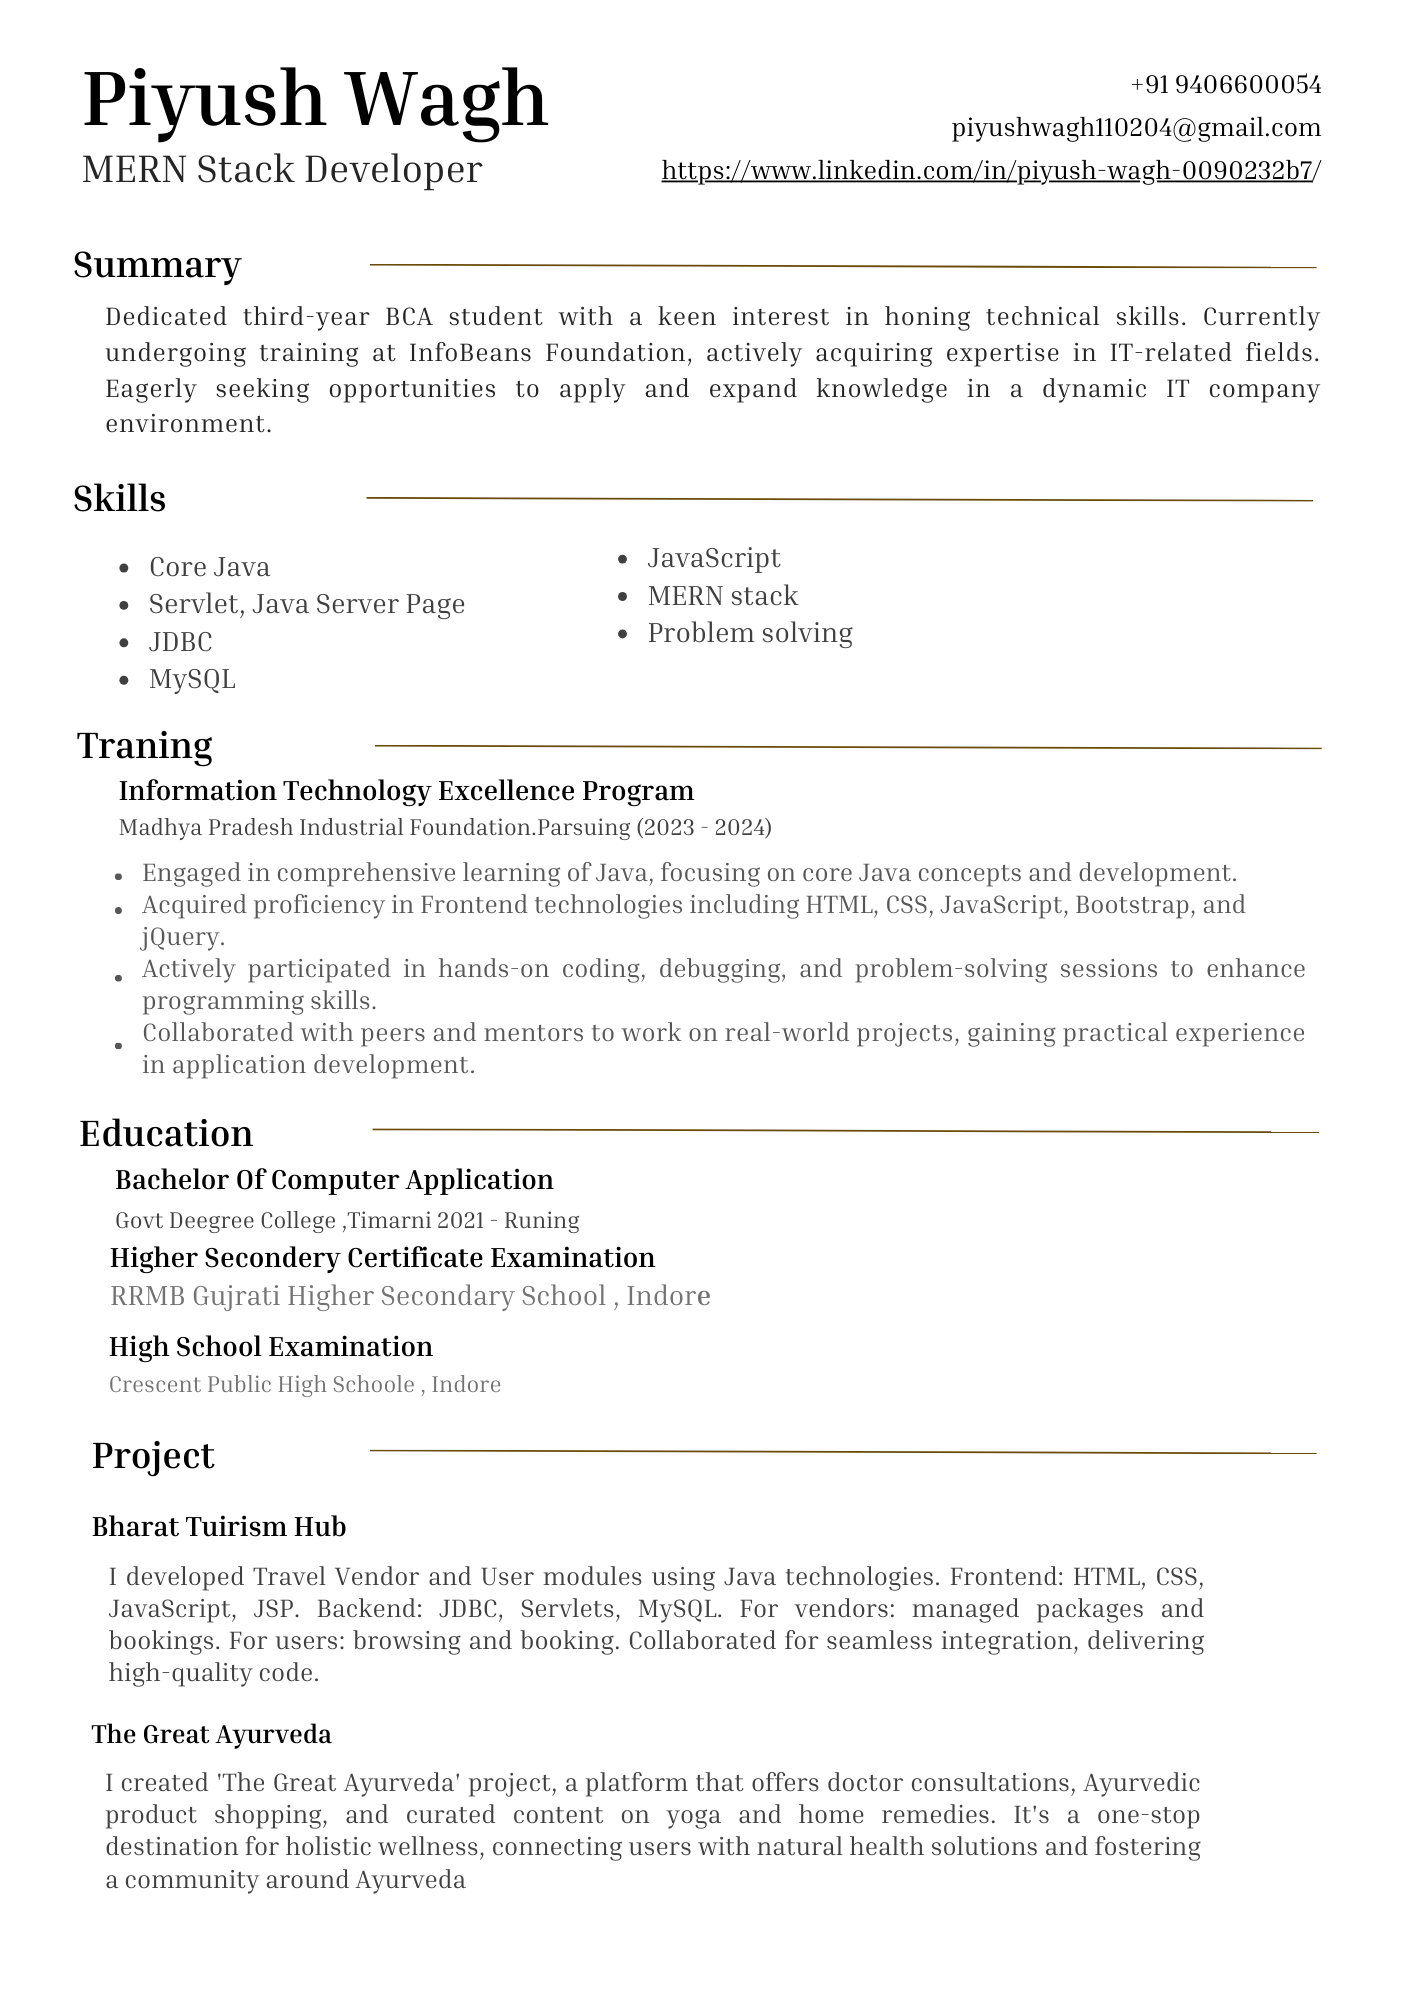 Piyush Wagh
MERN Stack Developer
+91 9406600054
piyushwagh110204@gmail.com
https://www.linkedin.com/in/piyush-wagh-0090232b7/
Summary
Dedicated third-year BCA student with a keen interest in honing technical skills. Currently
undergoing training at InfoBeans Foundation, actively acquiring expertise in IT-related fields.
Eagerly seeking opportunities to apply and expand knowledge in a dynamic IT company
environment.
Skills
• Core Java
• Servlet, Java Server Page
• JDBC
• MySQL
• JavaScript
• MERN stack
• Problem solving
Traning
Information Technology Excellence Program
Madhya Pradesh Industrial Foundation.Parsuing (2023 - 2024)
• Engaged in comprehensive learning of Java, focusing on core Java concepts and development.
• Acquired proficiency in Frontend technologies including HTML, CSS, JavaScript, Bootstrap, and
jQuery.
• Actively participated in hands-on coding, debugging, and problem-solving sessions to enhance
programming skills.
• Collaborated with peers and mentors to work on real-world projects, gaining practical experience
in application development.
Education
Bachelor Of Computer Application
Govt Deegree College ,Timarni 2021 - Runing
Higher Secondery Certificate Examination
RRMB Gujrati Higher Secondary School , Indore
High School Examination
Crescent Public High Schoole , Indore
Project
Bharat Tuirism Hub
I developed Travel Vendor and User modules using Java technologies. Frontend: HTML, CSS,
JavaScript, JSP. Backend: JDBC, Servlets, MySQL. For vendors: managed packages and
bookings. For users: browsing and booking. Collaborated for seamless integration, delivering
high-quality code.
The Great Ayurveda
I created 'The Great Ayurveda' project, a platform that offers doctor consultations, Ayurvedic
product shopping, and curated content on yoga and home remedies. It's a one-stop
destination for holistic wellness, connecting users with natural health solutions and fostering
a community around Ayurveda